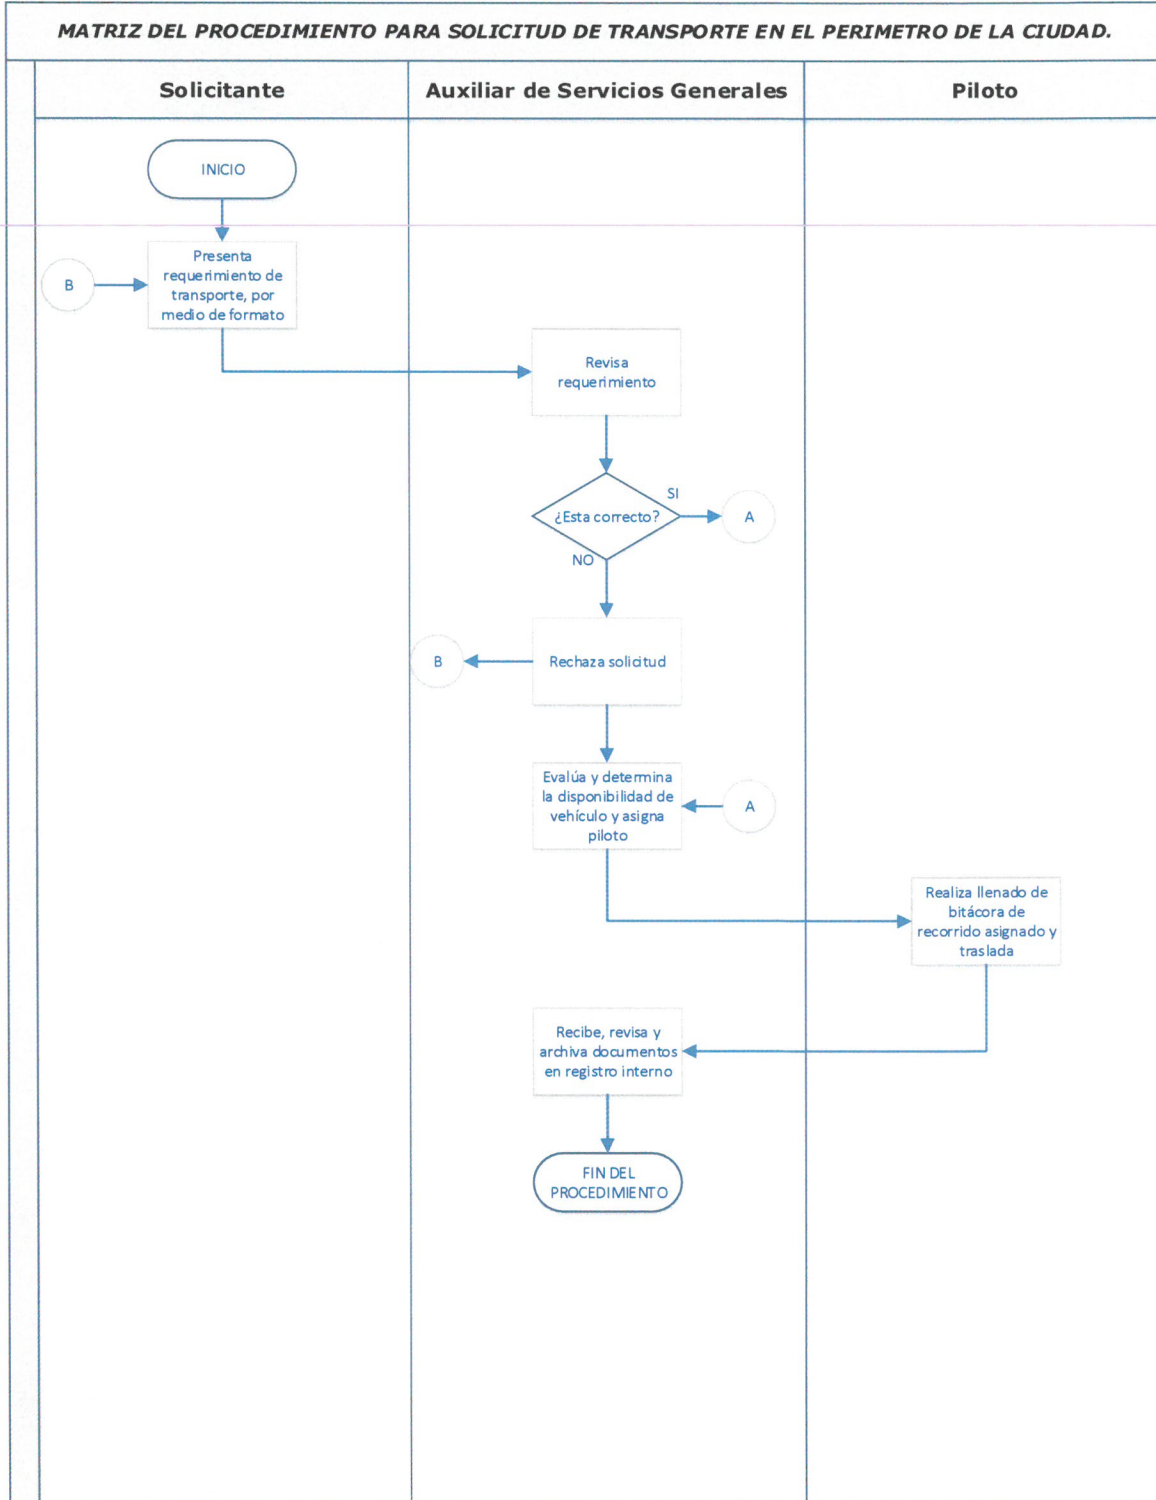 MATRIZ DEL PROCEDIMIENTO PARA SOLICITUD DE TRANSPORTE EN EL PERIMETRO DE LA CIUDAD.
Solicitante
Auxiliar de Servicios Generales
Piloto
INICIO
B
Presenta
requerimiento de
transporte, por
medio de formato
Revisa
requerimiento
¿Esta correcto?
SI
A
NO
B
Rechaza solicitud
Evalúa y determina
la disponibilidad de
vehículo y asigna
piloto
A
Realiza llenado de
bitácora de
recorrido asignado y
traslada
Recibe, revisa y
archiva documentos
en registro interno
FIN DEL
PROCEDIMIENTO